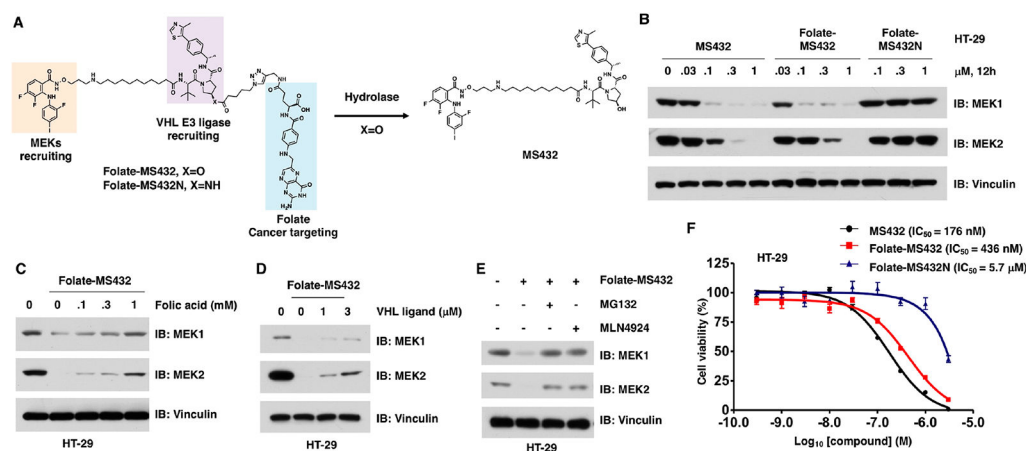 A
MEKs
recruiting
VHL E3 ligase
recruiting
Folate-MS432, X=O
Folate-MS432N, X=NH
Folate
Cancer targeting
Hydrolase
X=O
MS432
B
MS432
Folate-
MS432
Folate-
MS432N
HT-29
0 .03 .1 .3 1 .03 .1 .3 1 .1 .3 1
μM, 12h
IB: MEK1
IB: MEK2
IB: Vinculin
C
Folate-MS432
0 0 .1 .3 1
Folic acid (mM)
IB: MEK1
IB: MEK2
IB: Vinculin
HT-29
D
Folate-MS432
0 0 1 3
VHL ligand (μM)
IB: MEK1
IB: MEK2
IB: Vinculin
HT-29
E
- + + + Folate-MS432
- - + - MG132
- - - + MLN4924
IB: MEK1
IB: MEK2
IB: Vinculin
HT-29
F
MS432 (IC50 = 176 nM)
Folate-MS432 (IC50 = 436 nM)
Folate-MS432N (IC50 = 5.7 μM)
HT-29
Cell viability (%)
125
100
75
50
25
0
-10.0 -9.0 -8.0 -7.0 -6.0 -5.0
Log10 [compound] (M)